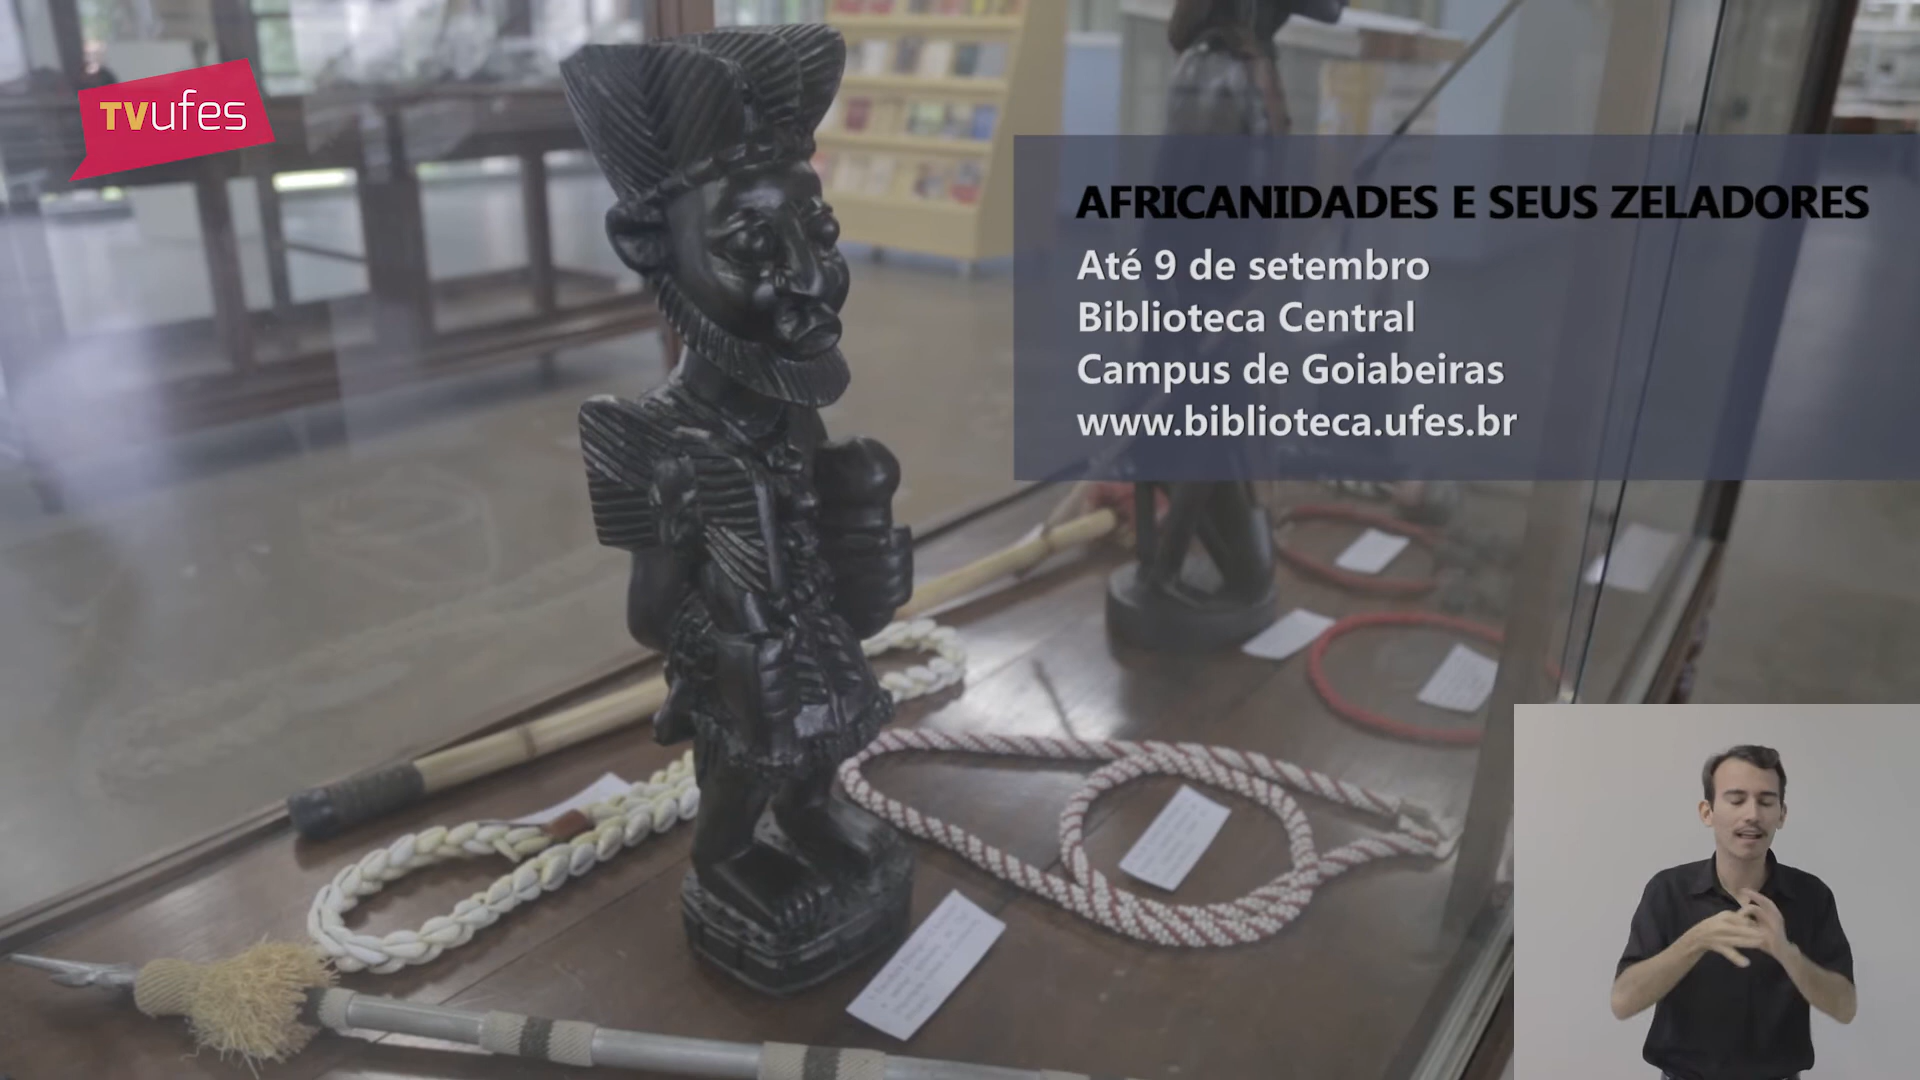 TVufes
AFRICANIDADES E SEUS ZELADORES
Até 9 de setembro
Biblioteca Central
Campus de Goiabeiras
www.biblioteca.ufes.br